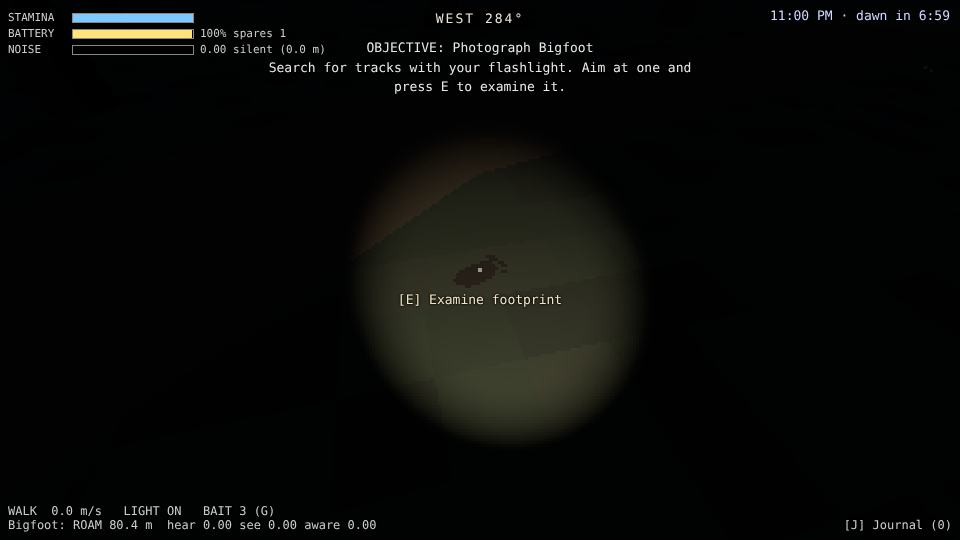 STAMINA
BATTERY 100% spares 1
NOISE 0.00 silent (0.0 m)
WEST 284°
11:00 PM · dawn in 6:59
OBJECTIVE: Photograph Bigfoot
Search for tracks with your flashlight. Aim at one and
press E to examine it.
[E] Examine footprint
WALK 0.0 m/s LIGHT ON BAIT 3 (G)
Bigfoot: ROAM 80.4 m hear 0.00 see 0.00 aware 0.00
[J] Journal (0)